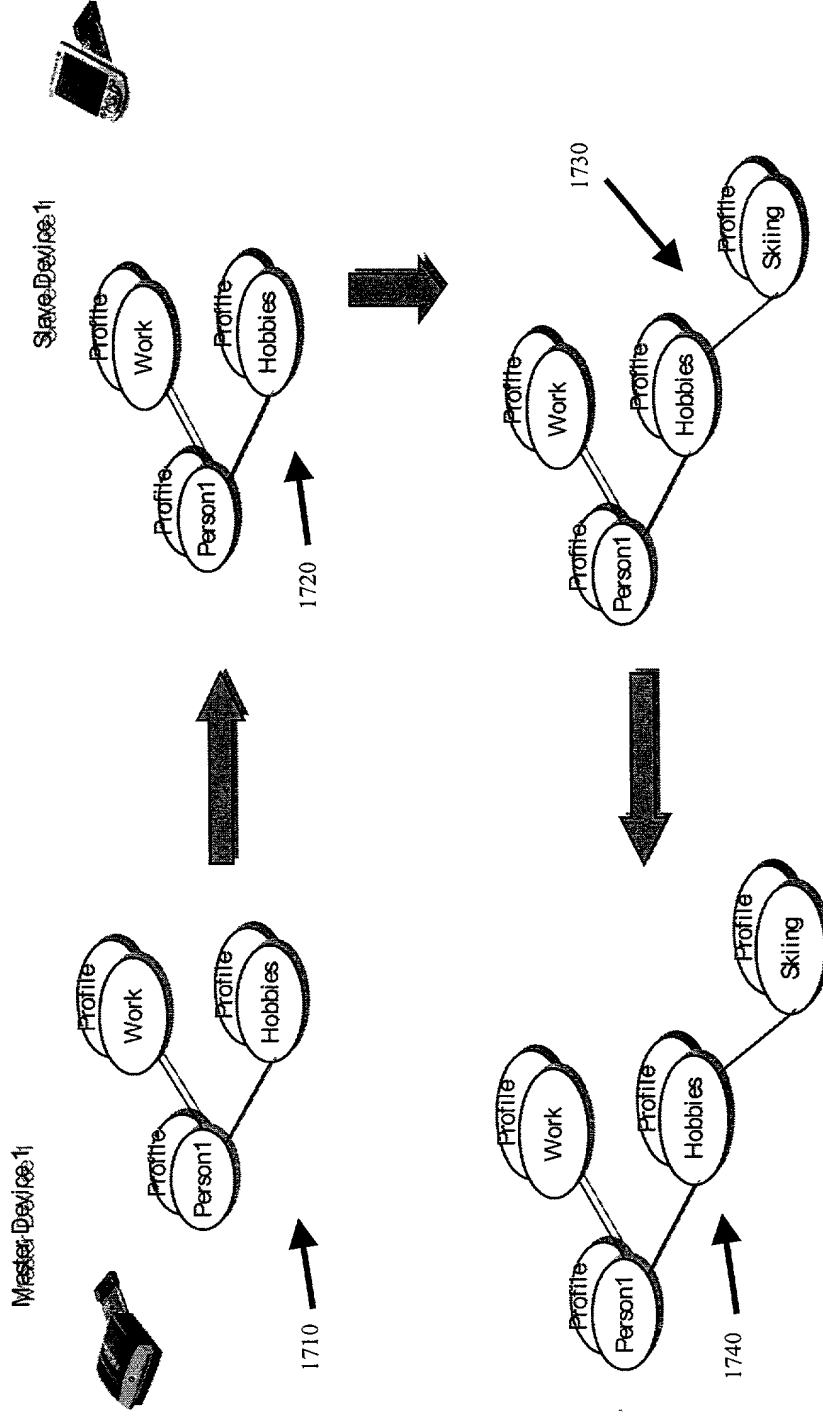 Master Device 1
Slave Device 1
Profile
Work
Profile
Person1
Profile
Hobbies
1710
Profile
Work
Profile
Person1
Profile
Hobbies
1720
Profile
Work
Profile
Person1
Profile
Hobbies
Profile
Skiing
1740
Profile
Work
Profile
Person1
Profile
Hobbies
Profile
Skiing
1730